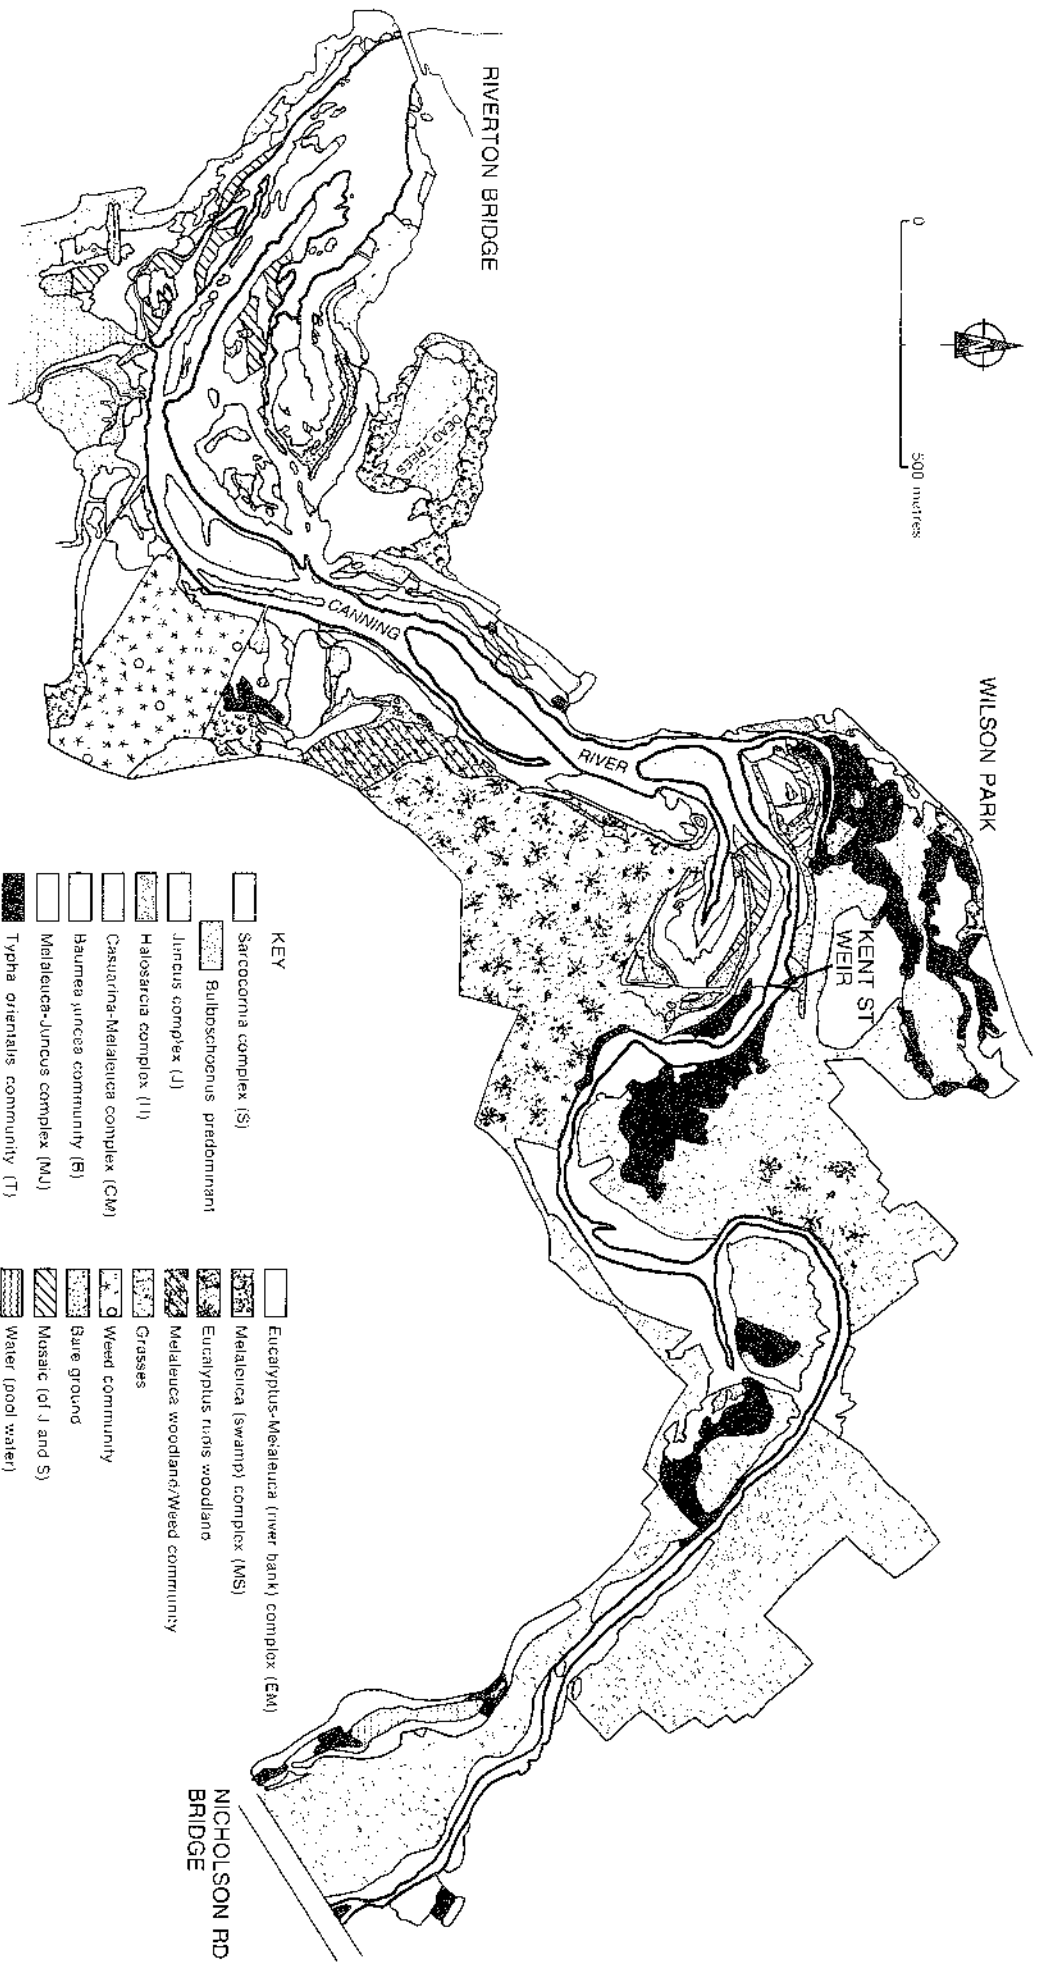 RIVERTON BRIDGE
0
500 metres
WILSON PARK
DEAD TREES
CANNING
RIVER
KENT ST
WEIR
NICHOLSON RD
BRIDGE
KEY
Sarcocornia complex (S)
Bulboschoenus predominant
Juncus complex (J)
Halosarcia complex (H)
Casuarina-Melaleuca complex (CM)
Baumea juncea community (B)
Melaleuca-Juncus complex (MJ)
Typha orientalis community (T)
Eucalyptus-Melaleuca (river bank) complex (EM)
Melaleuca (swamp) complex (MS)
Eucalyptus rudis woodland
Melaleuca woodland/Weed community
Grasses
Weed community
Bare ground
Mosaic (of J and S)
Water (pool water)